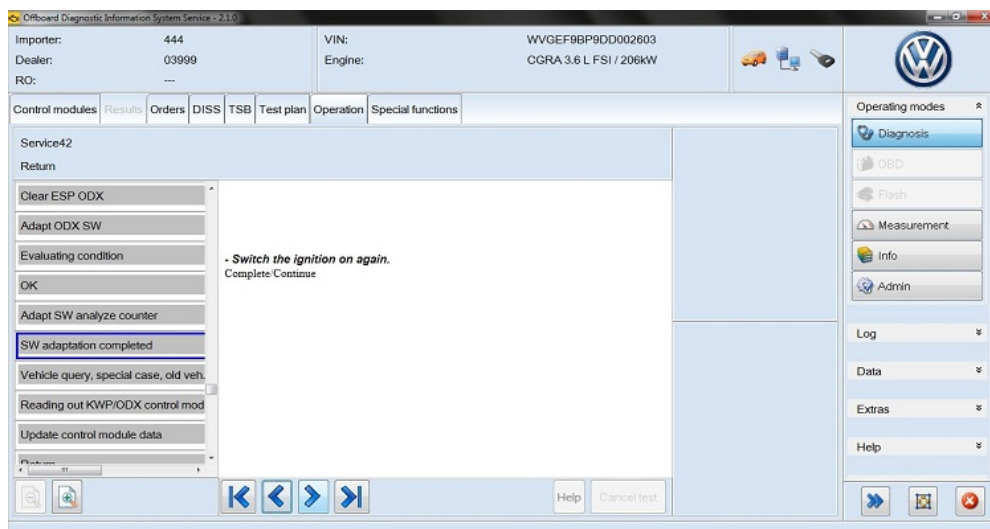 Offboard Diagnostic Information System Service - 2.1.0
Importer: 444 VIN: WVGEF9BP9DD002603
Dealer: 03999 Engine: CGRA 3.6 L FSI / 206kW
RO: ---
Control modules Results Orders DISS TSB Test plan Operation Special functions
Operating modes
Service42
Return
Diagnosis
OBD
Flash
Measurement
Info
Admin
Log
Data
Extras
Help
Clear ESP ODX
Adapt ODX SW
Evaluating condition
OK
Adapt SW analyze counter
SW adaptation completed
Vehicle query, special case, old veh.
Reading out KWP/ODX control mod
Update control module data
Return
- Switch the ignition on again.
Complete/Continue
Help Cancel test